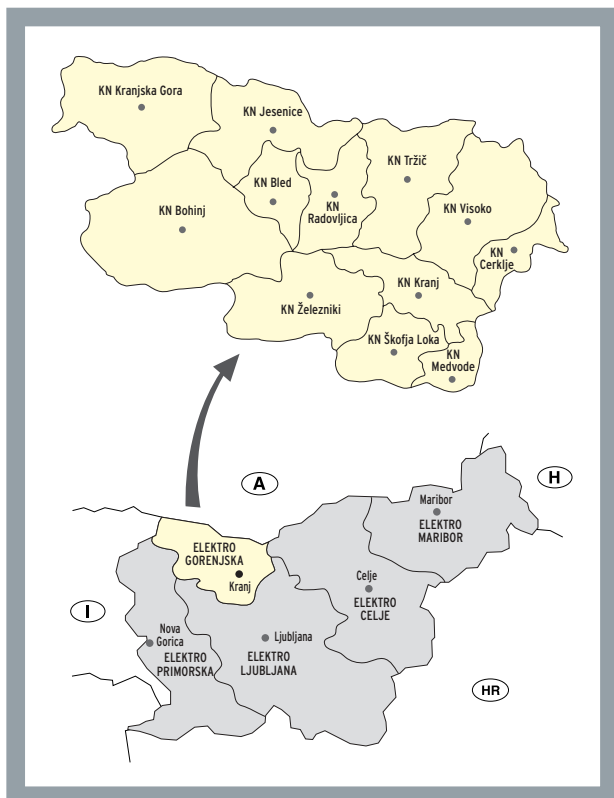 KN Kranjska Gora
KN Jesenice
KN Tržič
KN Bled
KN
Radovljica
KN Bohinj
KN Visoko
KN
Cerklje
KN Kranj
KN Železniki
KN Škofja Loka
KN
Medvode
A
H
Maribor
ELEKTRO
MARIBOR
ELEKTRO
GORENJSKA
Kranj
Celje
ELEKTRO
CELJE
I
Nova
Gorica
ELEKTRO
PRIMORSKA
Ljubljana
ELEKTRO
LJUBLJANA
HR